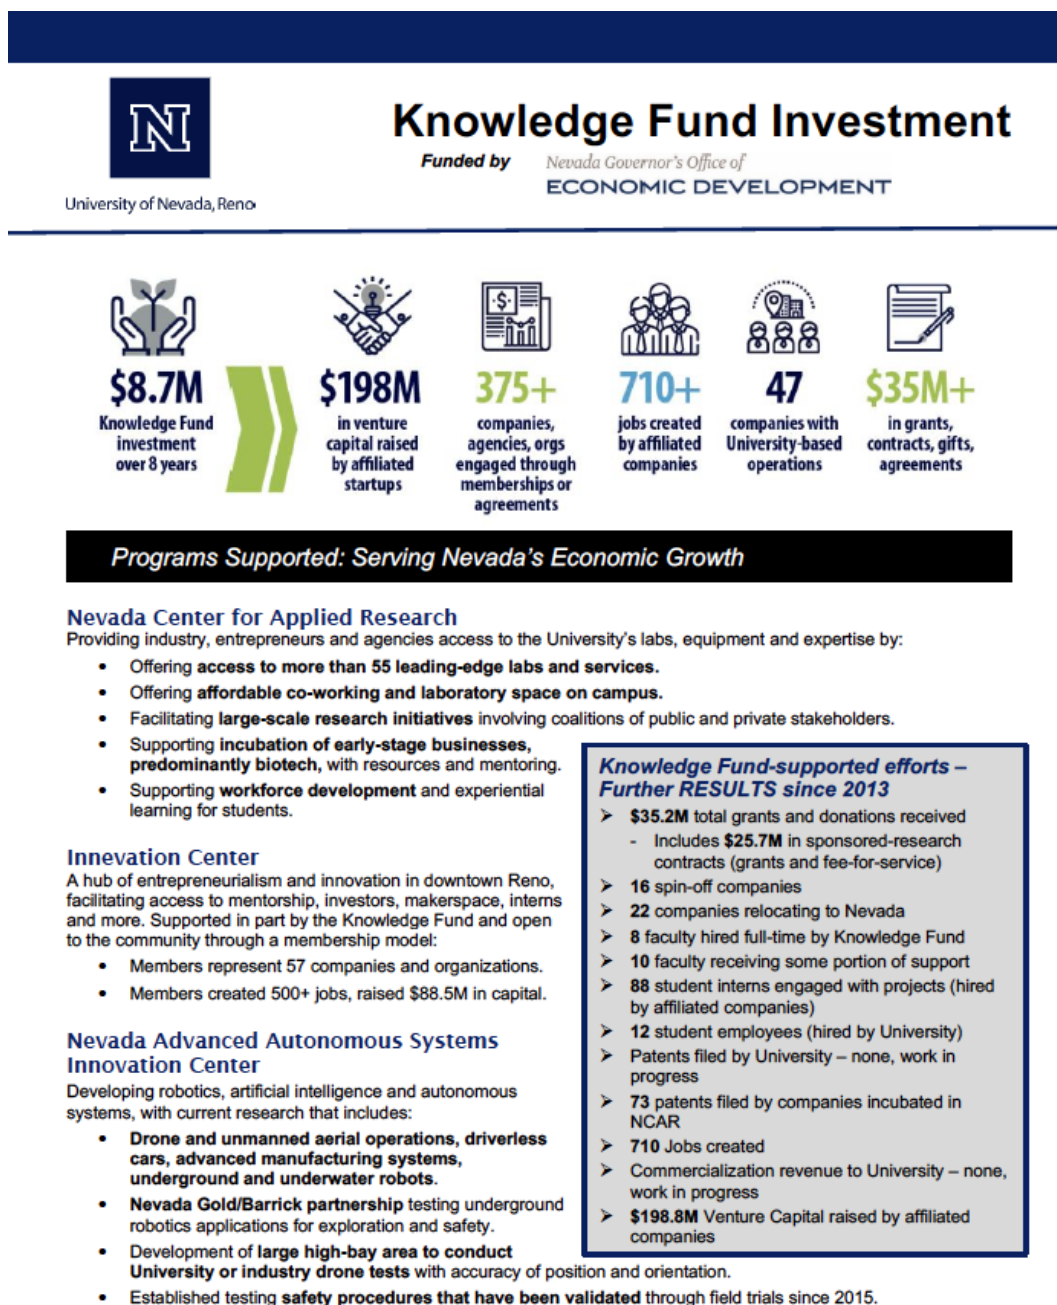 N
University of Nevada, Reno
Knowledge Fund Investment
Funded by
Nevada Governor's Office of
ECONOMIC DEVELOPMENT
$8.7M
Knowledge Fund
investment
over 8 years
$198M
in venture
capital raised
by affiliated
startups
375+
companies,
agencies, orgs
engaged through
memberships or
agreements
710+
jobs created
by affiliated
companies
47
companies with
University-based
operations
$35M+
in grants,
contracts, gifts,
agreements
Programs Supported: Serving Nevada's Economic Growth
Nevada Center for Applied Research
Providing industry, entrepreneurs and agencies access to the University's labs, equipment and expertise by:
• Offering access to more than 55 leading-edge labs and services.
• Offering affordable co-working and laboratory space on campus.
• Facilitating large-scale research initiatives involving coalitions of public and private stakeholders.
• Supporting incubation of early-stage businesses,
predominantly biotech, with resources and mentoring.
• Supporting workforce development and experiential
learning for students.
Innevation Center
A hub of entrepreneurialism and innovation in downtown Reno,
facilitating access to mentorship, investors, makerspace, interns
and more. Supported in part by the Knowledge Fund and open
to the community through a membership model:
• Members represent 57 companies and organizations.
• Members created 500+ jobs, raised $88.5M in capital.
Nevada Advanced Autonomous Systems
Innovation Center
Developing robotics, artificial intelligence and autonomous
systems, with current research that includes:
• Drone and unmanned aerial operations, driverless
cars, advanced manufacturing systems,
underground and underwater robots.
• Nevada Gold/Barrick partnership testing underground
robotics applications for exploration and safety.
• Development of large high-bay area to conduct
University or industry drone tests with accuracy of position and orientation.
• Established testing safety procedures that have been validated through field trials since 2015.
Knowledge Fund-supported efforts –
Further RESULTS since 2013
➢ $35.2M total grants and donations received
- Includes $25.7M in sponsored-research
contracts (grants and fee-for-service)
➢ 16 spin-off companies
➢ 22 companies relocating to Nevada
➢ 8 faculty hired full-time by Knowledge Fund
➢ 10 faculty receiving some portion of support
➢ 88 student interns engaged with projects (hired
by affiliated companies)
➢ 12 student employees (hired by University)
➢ Patents filed by University – none, work in
progress
➢ 73 patents filed by companies incubated in
NCAR
➢ 710 Jobs created
➢ Commercialization revenue to University – none,
work in progress
➢ $198.8M Venture Capital raised by affiliated
companies